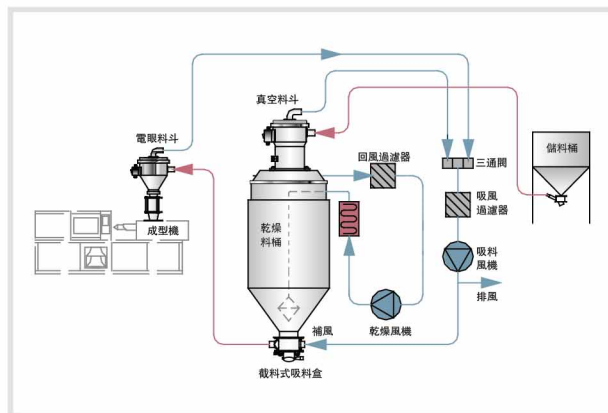 真空料斗
電眼料斗
回風過濾器
三通閥
儲料桶
吸風
過濾器
成型機
乾燥
料桶
吸料
風機
排風
補風
乾燥風機
截料式吸料盒